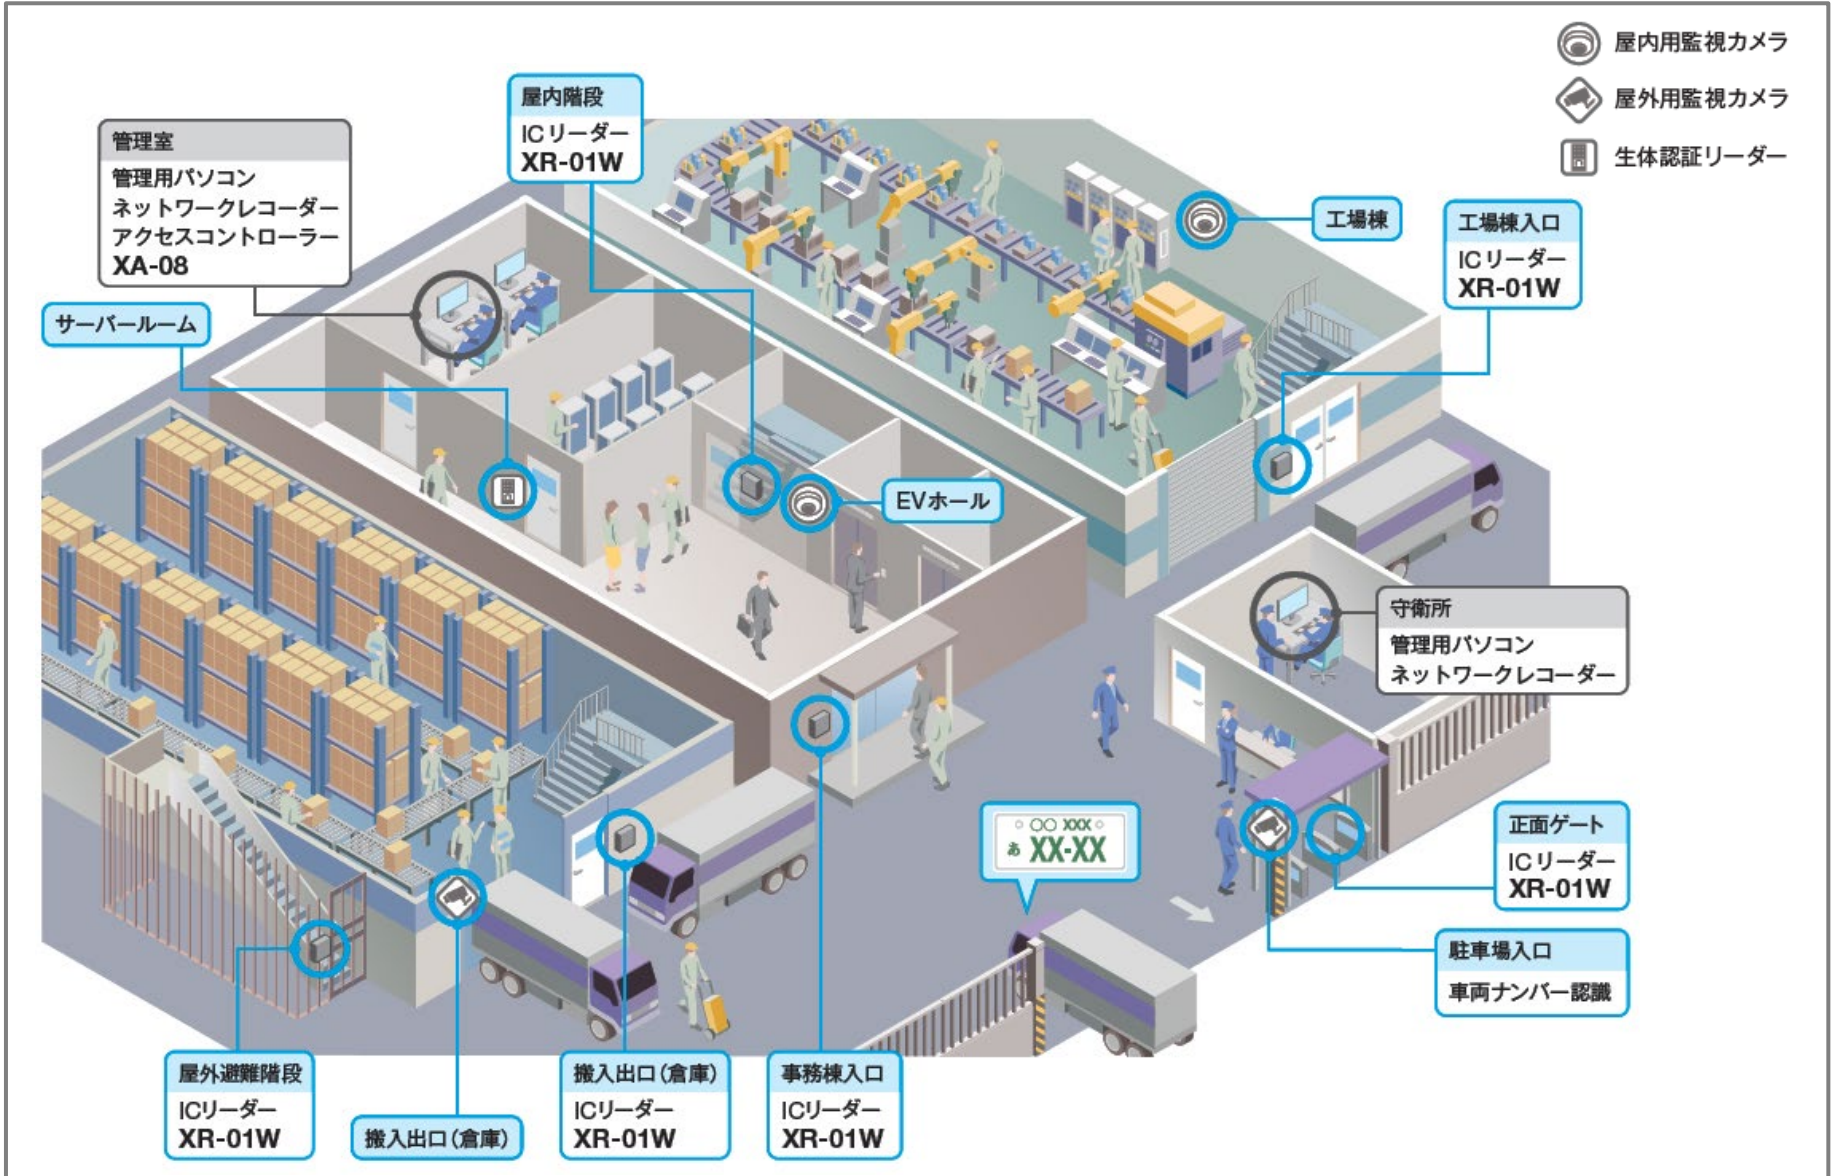 屋内用監視カメラ
屋外用監視カメラ
生体認証リーダー
屋内階段
ICリーダー
XR-01W
管理室
管理用パソコン
ネットワークレコーダー
アクセスコントローラー
XA-08
サーバールーム
工場棟
工場棟入口
ICリーダー
XR-01W
EVホール
守衛所
管理用パソコン
ネットワークレコーダー
○○ XXX
あ XX-XX
正面ゲート
ICリーダー
XR-01W
駐車場入口
車両ナンバー認識
屋外避難階段
ICリーダー
XR-01W
搬入出口(倉庫)
搬入出口(倉庫)
ICリーダー
XR-01W
事務棟入口
ICリーダー
XR-01W